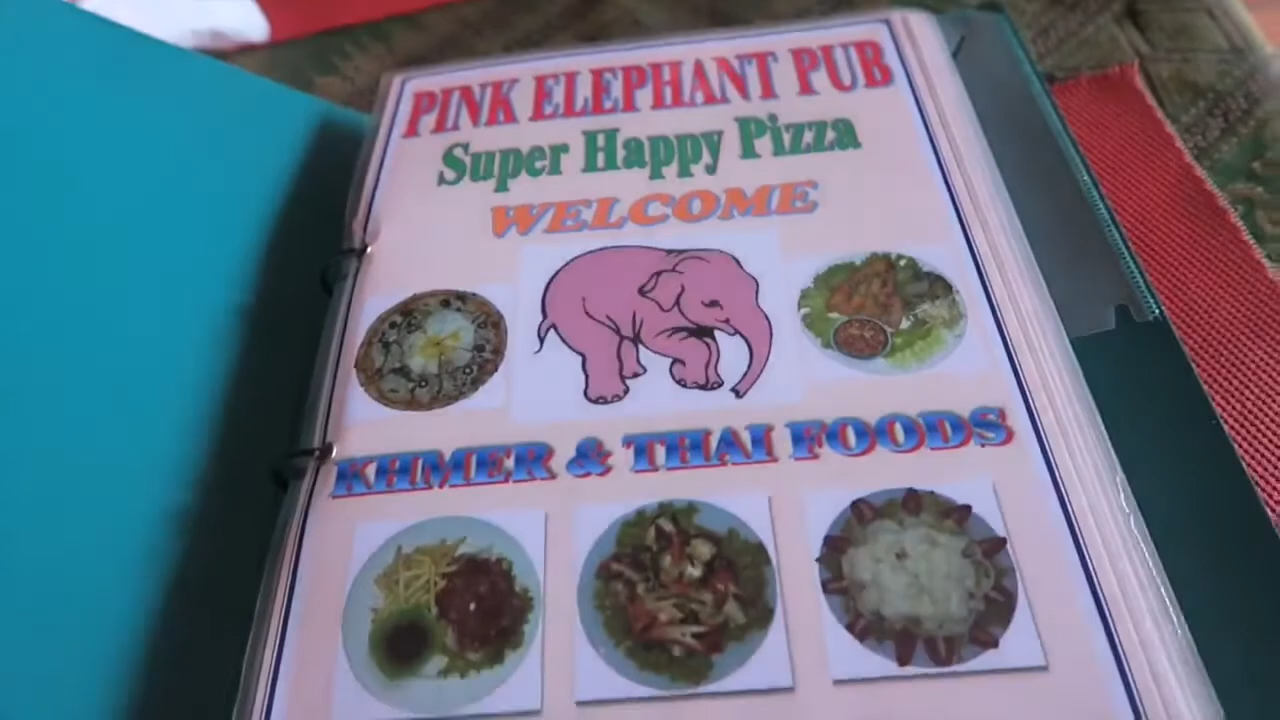 PINK ELEPHANT PUB
Super Happy Pizza
WELCOME
KHMER & THAI FOODS